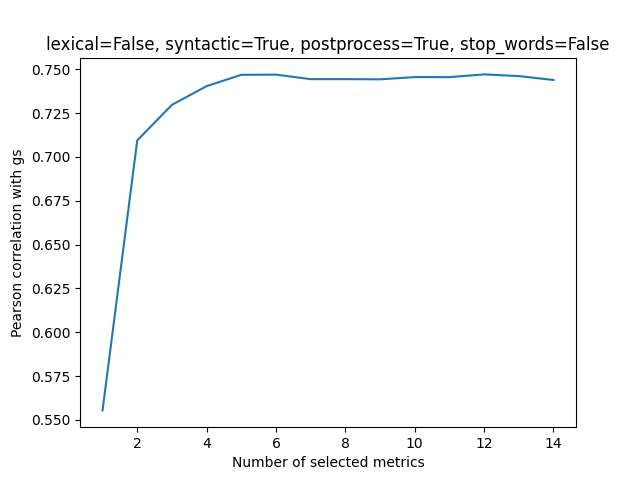 lexical=False, syntactic=True, postprocess=True, stop_words=False
0.750
0.725
0.700
0.675
0.650
0.625
0.600
0.575
0.550
Pearson correlation with gs
2 4 6 8 10 12 14
Number of selected metrics